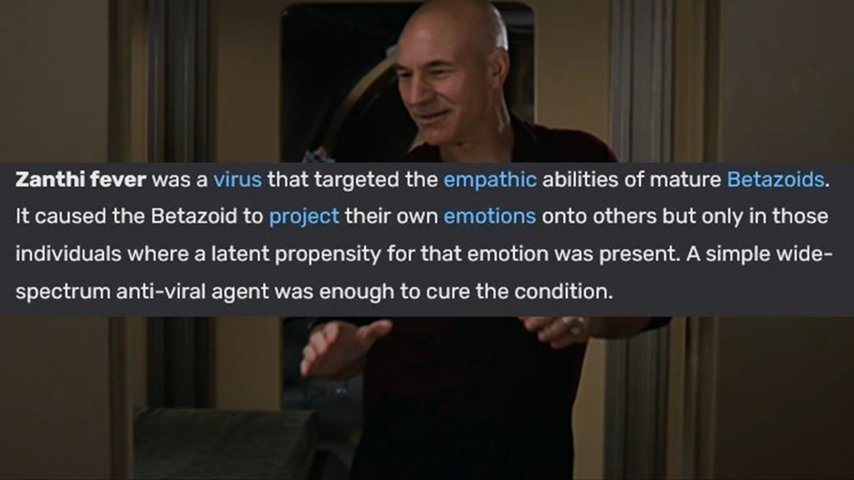 Zanthi fever was a virus that targeted the empathic abilities of mature Betazoids.
It caused the Betazoid to project their own emotions onto others but only in those
individuals where a latent propensity for that emotion was present. A simple wide-
spectrum anti-viral agent was enough to cure the condition.